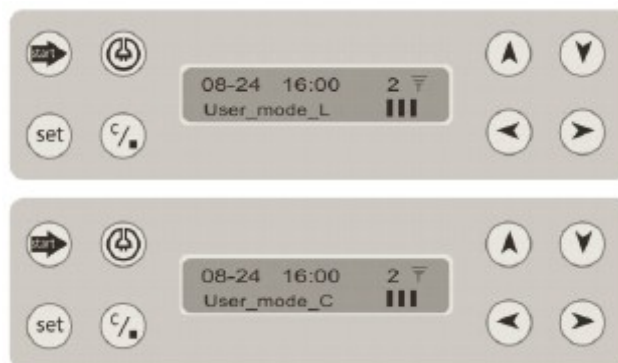 start
08-24 16:00 2
User_mode_L
set C/■
start
08-24 16:00 2
User_mode_C
set C/■